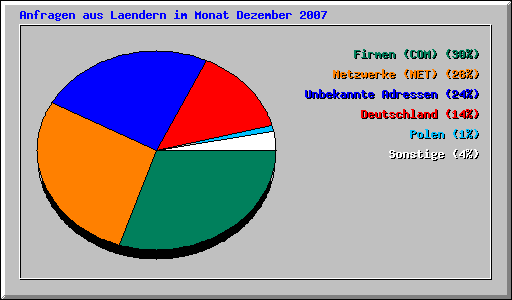 Anfragen aus Laendern im Monat Dezember 2007
Firmen (COM) (30%)
Netzwerke (NET) (28%)
Unbekannte Adressen (24%)
Deutschland (14%)
Polen (1%)
Sonstige (4%)